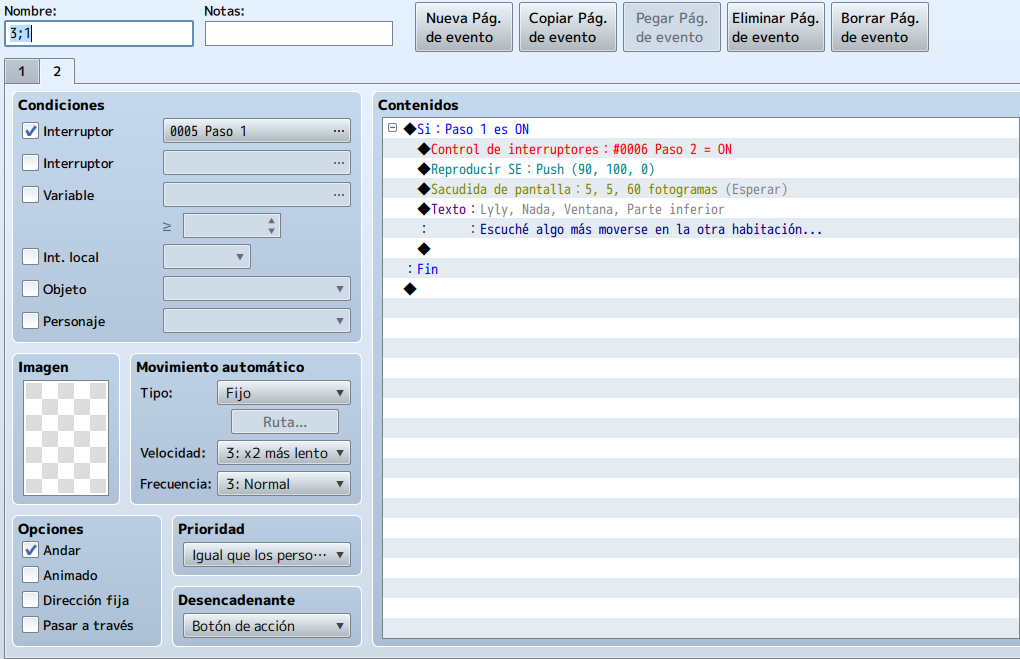 Nombre:
3;1
Notas:
Nueva Pág. de evento
Copiar Pág. de evento
Pegar Pág. de evento
Eliminar Pág. de evento
Borrar Pág. de evento
1
2
Condiciones
Interruptor
0005 Paso 1 ...
Interruptor
...
Variable
...
≥
Int. local
Objeto
Personaje
Imagen
Movimiento automático
Tipo:
Fijo
Ruta...
Velocidad:
3: x2 más lento
Frecuencia:
3: Normal
Opciones
Andar
Animado
Dirección fija
Pasar a través
Prioridad
Igual que los perso...
Desencadenante
Botón de acción
Contenidos
◆Si : Paso 1 es ON
◆Control de interruptores : #0006 Paso 2 = ON
◆Reproducir SE : Push (90, 100, 0)
◆Sacudida de pantalla : 5, 5, 60 fotogramas (Esperar)
◆Texto : Lyly, Nada, Ventana, Parte inferior
: : Escuché algo más moverse en la otra habitación...
◆
: Fin
◆